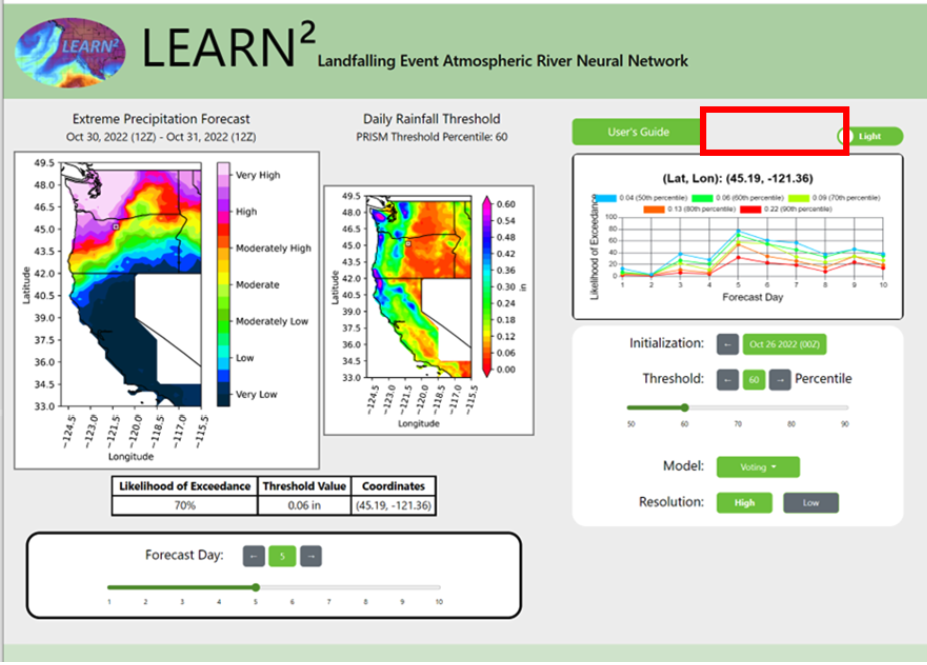 LEARN²
LEARN² Landfalling Event Atmospheric River Neural Network
Extreme Precipitation Forecast
Oct 30, 2022 (12Z) - Oct 31, 2022 (12Z)
49.5
48.0
46.5
45.0
43.5
42.0
40.5
39.0
37.5
36.0
34.5
33.0
Latitude
−124.5
−123.0
−121.5
−120.0
−118.5
−117.0
−115.5
Longitude
Very High
High
Moderately High
Moderate
Moderately Low
Low
Very Low
Daily Rainfall Threshold
PRISM Threshold Percentile: 60
49.5
48.0
46.5
45.0
43.5
42.0
40.5
39.0
37.5
36.0
34.5
33.0
Latitude
−124.5
−123.0
−121.5
−120.0
−118.5
−117.0
−115.5
Longitude
0.60
0.54
0.48
0.42
0.36
0.30
0.24
0.18
0.12
0.06
0.00
in
User's Guide
Light
(Lat, Lon): (45.19, -121.36)
0.04 (50th percentile) 0.06 (60th percentile) 0.09 (70th percentile)
0.13 (80th percentile) 0.22 (90th percentile)
Likelihood of Exceedance
100
80
60
40
20
0
1 2 3 4 5 6 7 8 9 10
Forecast Day
Initialization: ← Oct 26 2022 (00Z)
Threshold: ← 60 → Percentile
50 60 70 80 90
Model: Voting
Resolution: High Low
Likelihood of Exceedance Threshold Value Coordinates
70% 0.06 in (45.19, -121.36)
Forecast Day: ← 5 →
1 2 3 4 5 6 7 8 9 10